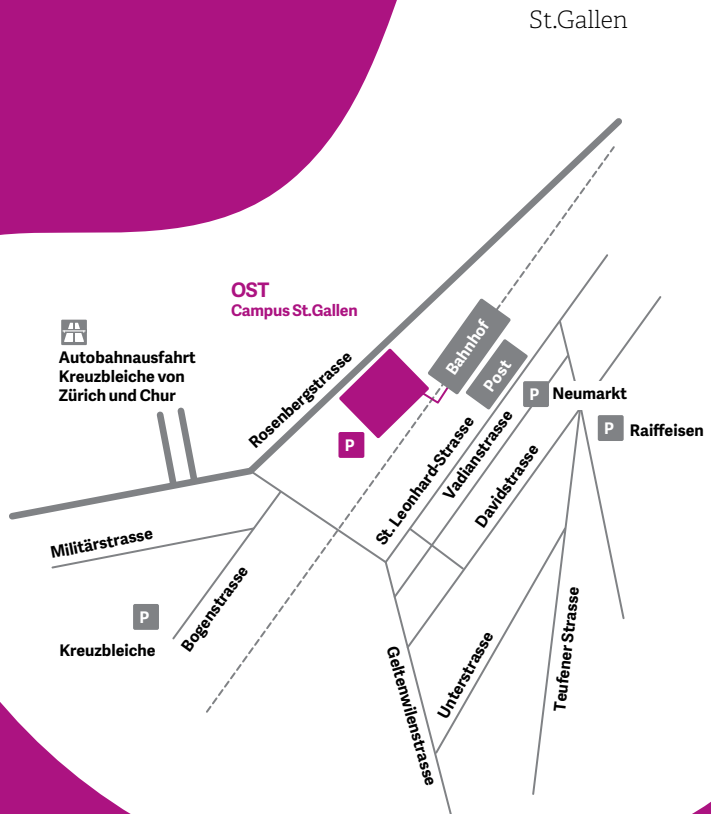 St.Gallen
OST
Campus St.Gallen
Autobahnausfahrt
Kreuzbleiche von
Zürich und Chur
Rosenbergstrasse
Bahnhof
Post
P
Neumarkt
P
Raiffeisen
P
St. Leonhard-Strasse
Vadianstrasse
Davidstrasse
Militärstrasse
Bogenstrasse
P
Kreuzbleiche
Geltenwilenstrasse
Unterstrasse
Teufener Strasse